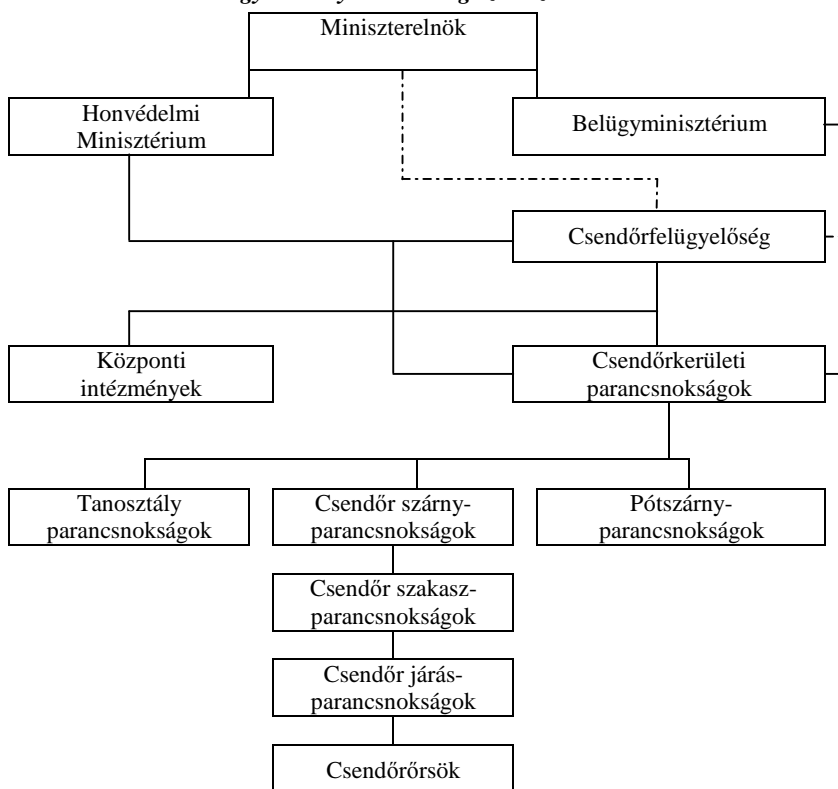 Miniszterelnök
Honvédelmi
Minisztérium
Belügyminisztérium
Csendőrfelügyelőség
Központi
intézmények
Csendőrkerületi
parancsnokságok
Tanosztály
parancsnokságok
Csendőr szárny-
parancsnokságok
Pótszárny-
parancsnokságok
Csendőr szakasz-
parancsnokságok
Csendőr járás-
parancsnokságok
Csendőrőrsök